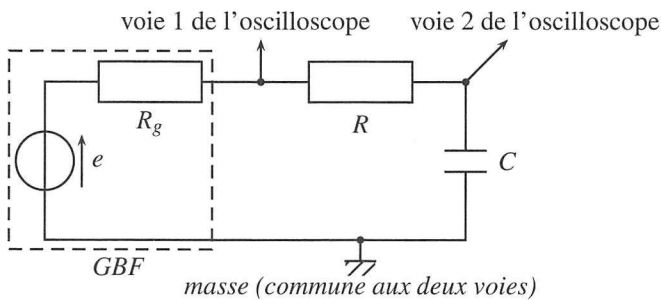 voie 1 de l’oscilloscope
voie 2 de l’oscilloscope
R_g
R
e
C
GBF
masse (commune aux deux voies)